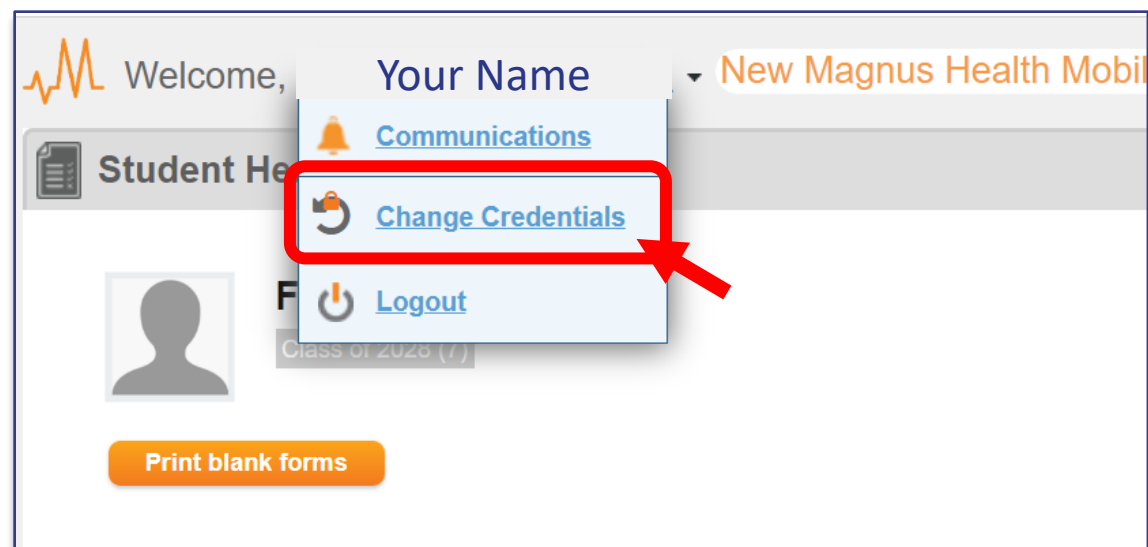 Welcome, Your Name New Magnus Health Mobil
Communications
Student He
Change Credentials
F
Logout
Class of 2028 (7)
Print blank forms